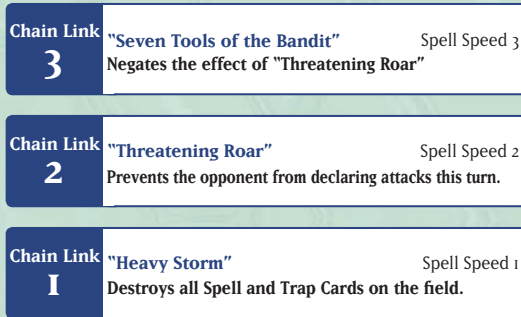 Chain Link
3
“Seven Tools of the Bandit” Spell Speed 3
Negates the effect of “Threatening Roar”
Chain Link
2
“Threatening Roar” Spell Speed 2
Prevents the opponent from declaring attacks this turn.
Chain Link
1
“Heavy Storm” Spell Speed 1
Destroys all Spell and Trap Cards on the field.